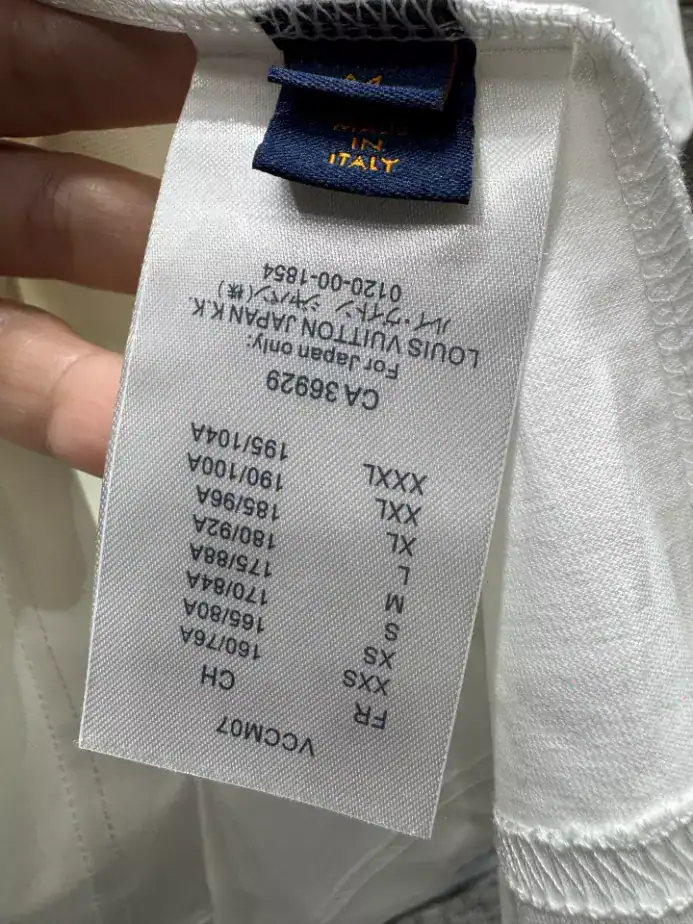 MADE
IN
ITALY
VCCM07
FR CH
XXS 160/76A
XS 165/80A
S 170/84A
M 175/88A
L 180/92A
XL 185/96A
XXL 190/100A
XXXL 195/104A
CA 36929
For Japan only:
LOUIS VUITTON JAPAN K.K.
ルイ・ヴィトン ジャパン(株)
0120-00-1854